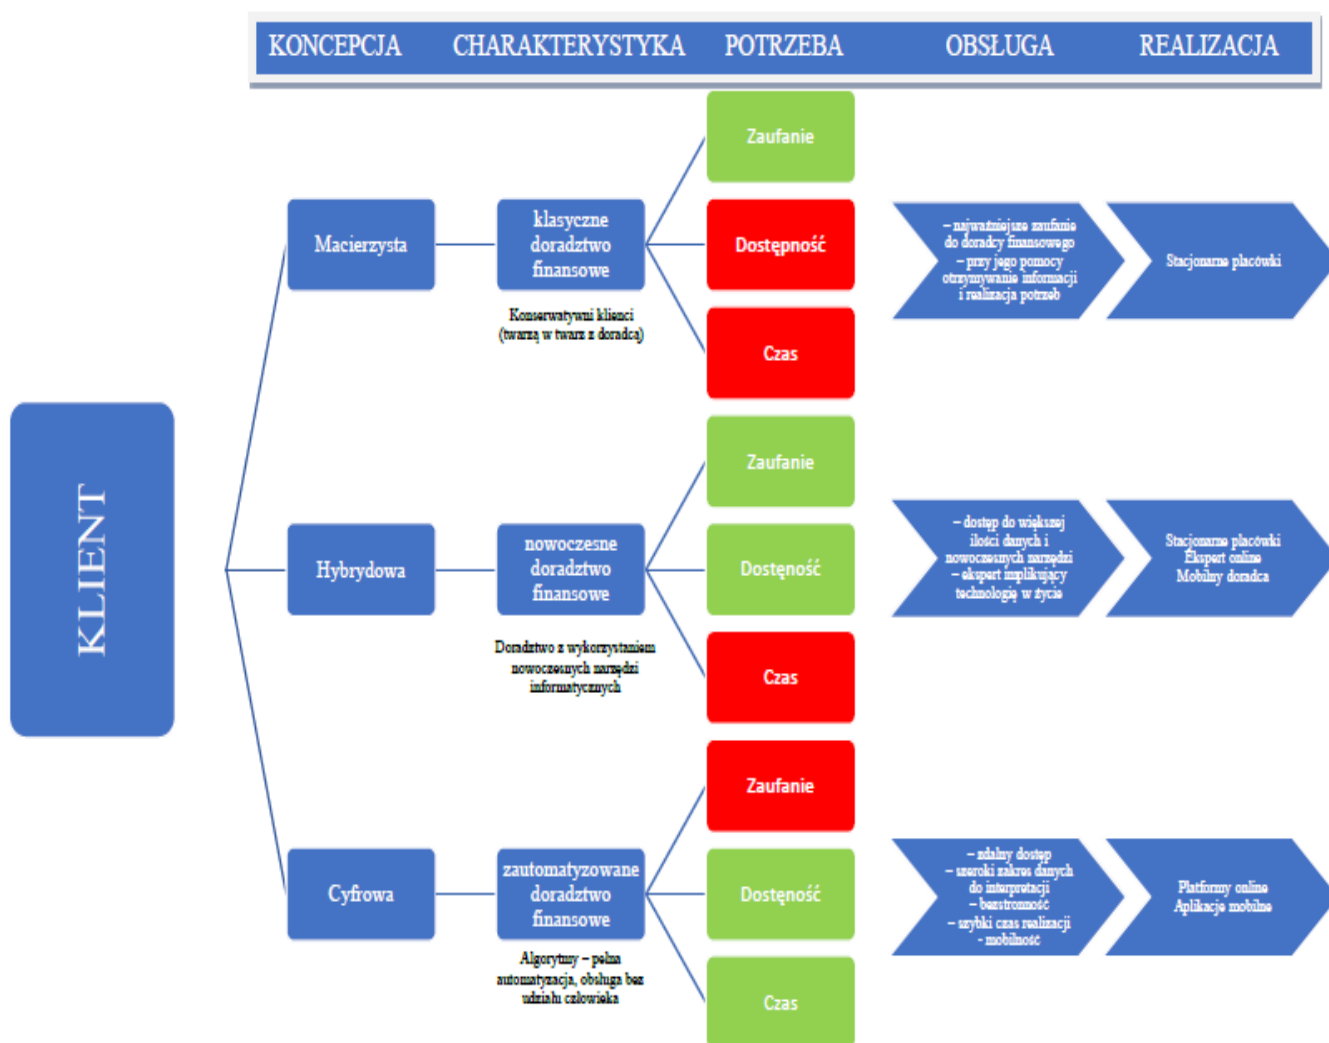 KONCEPCJA CHARAKTERYSTYKA POTRZEBA OBSŁUGA REALIZACJA
KLIENT
Macierzysta
klasyczne
doradztwo
finansowe
Konserwatywni klienci
(twarzą w twarz z doradcą)
Zaufanie
Dostępność
Czas
– najważniejsze zaufanie
do doradcy finansowego
– przy jego pomocy
otrzymywanie informacji
i realizacja potrzeb
Stacjonarne placówki
Hybrydowa
nowoczesne
doradztwo
finansowe
Doradztwo z wykorzystaniem
nowoczesnych narzędzi
informatycznych
Zaufanie
Dostęność
Czas
– dostęp do większej
ilości danych i
nowoczesnych narzędzi
– ekspert implikujący
technologię w życie
Stacjonarne placówki
Ekspert online
Mobilny doradca
Cyfrowa
zautomatyzowane
doradztwo
finansowe
Algorytmy – pełna
automatyzacja, obsługa bez
udziału człowieka
Zaufanie
Dostęność
Czas
– zdalny dostęp
– szeroki zakres danych
do interpretacji
– bezstronność
– szybki czas realizacji
- mobilność
Platformy online
Aplikacje mobilne